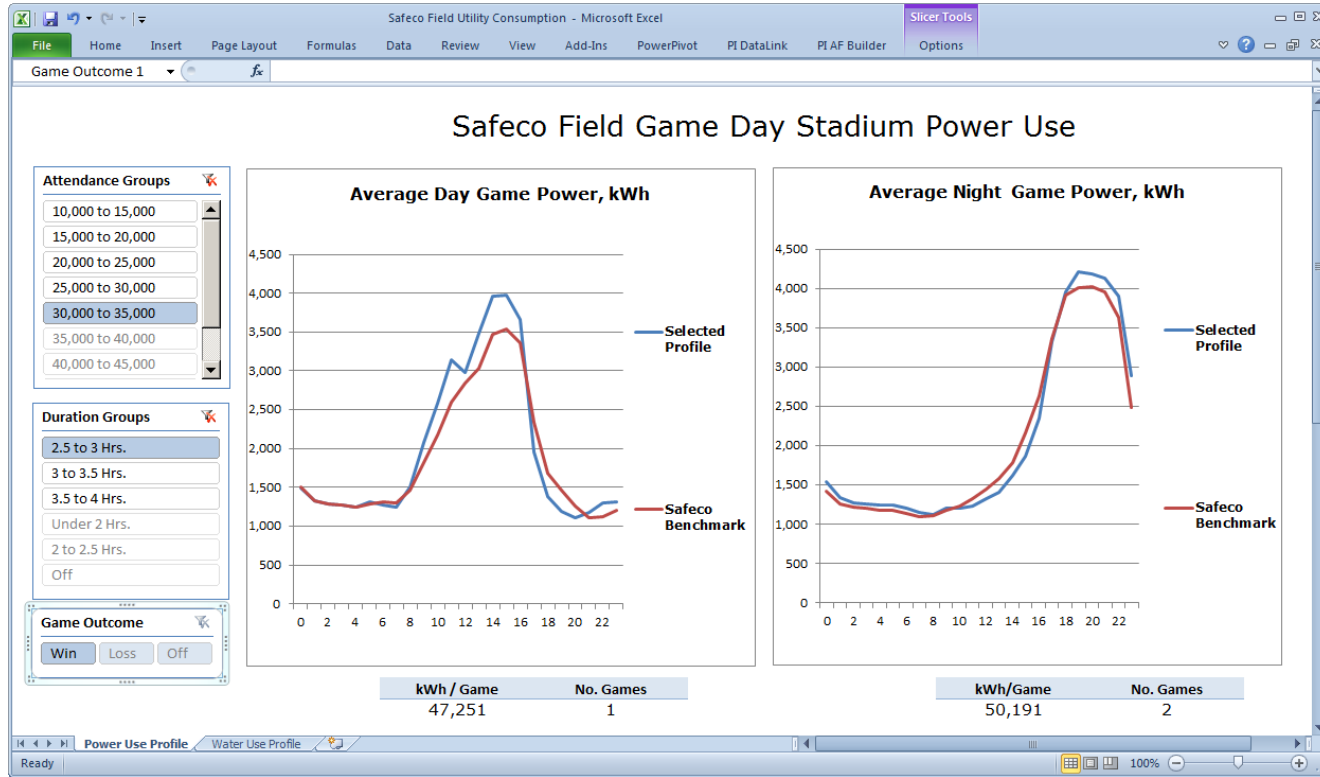 Safeco Field Utility Consumption - Microsoft Excel
Slicer Tools
File Home Insert Page Layout Formulas Data Review View Add-Ins PowerPivot PI DataLink PI AF Builder Options
Game Outcome 1 fx
Safeco Field Game Day Stadium Power Use
Attendance Groups
10,000 to 15,000
15,000 to 20,000
20,000 to 25,000
25,000 to 30,000
30,000 to 35,000
35,000 to 40,000
40,000 to 45,000
Duration Groups
2.5 to 3 Hrs.
3 to 3.5 Hrs.
3.5 to 4 Hrs.
Under 2 Hrs.
2 to 2.5 Hrs.
Off
Game Outcome
Win Loss Off
Average Day Game Power, kWh
4,500
4,000
3,500
3,000
2,500
2,000
1,500
1,000
500
0
0 2 4 6 8 10 12 14 16 18 20 22
Selected
Profile
Safeco
Benchmark
kWh / Game No. Games
47,251 1
Average Night Game Power, kWh
4,500
4,000
3,500
3,000
2,500
2,000
1,500
1,000
500
0
0 2 4 6 8 10 12 14 16 18 20 22
Selected
Profile
Safeco
Benchmark
kWh/Game No. Games
50,191 2
Power Use Profile Water Use Profile
Ready 100%